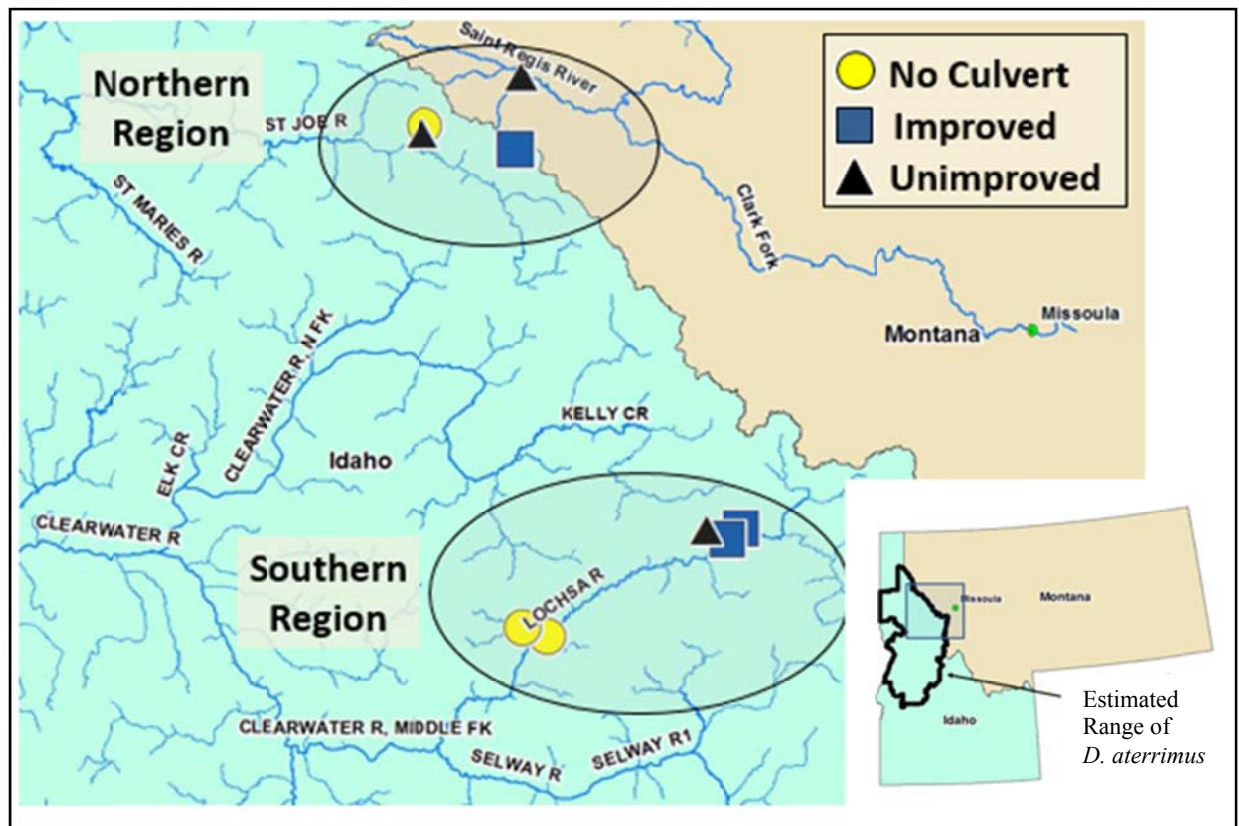 Northern
Region
Saint Regis River
ST JOE R
ST MARIES R
No Culvert
Improved
Unimproved
Clark Fork
Missoula
Montana
CLEARWATER R, N FK
KELLY CR
Idaho
ELK CR
CLEARWATER R
Southern
Region
LOCHSA R
CLEARWATER R, MIDDLE FK
SELWAY R
SELWAY R1
Missoula
Montana
Idaho
Estimated
Range of
D. aterrimus